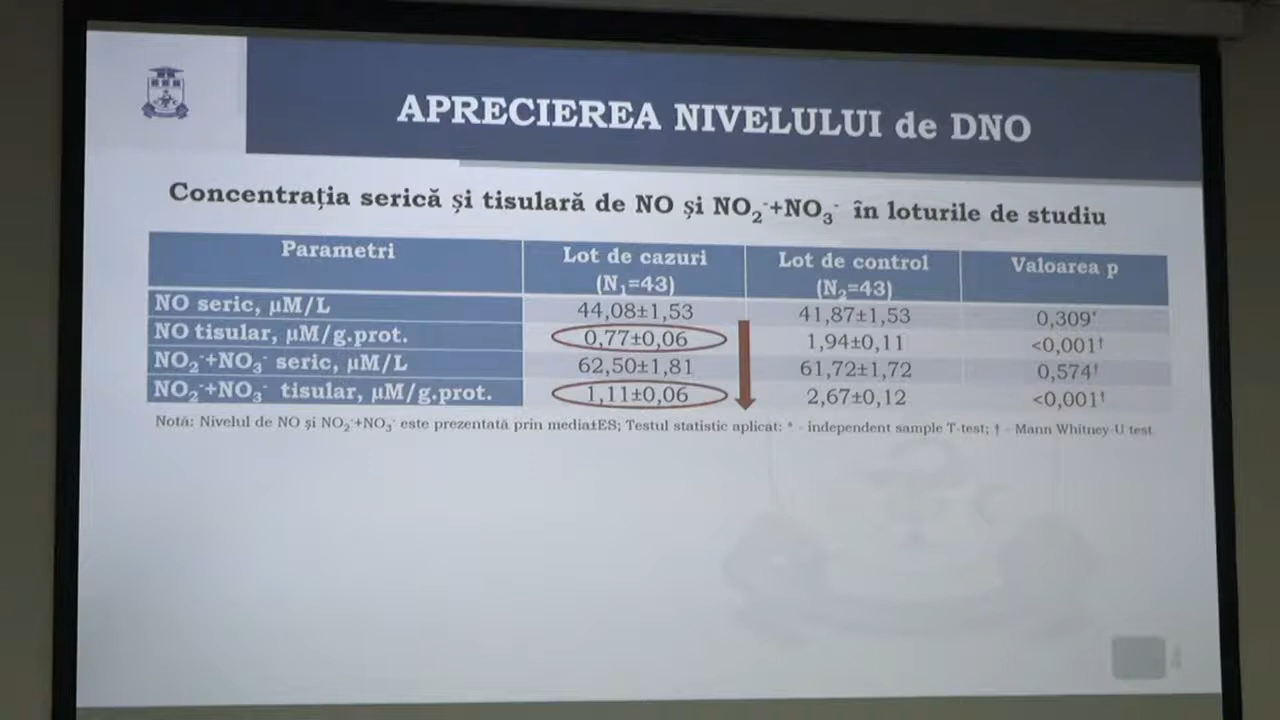 APRECIEREA NIVELULUI de DNO
Concentrația serică și tisulară de NO și NO₂⁻+NO₃⁻ în loturile de studiu
Parametri Lot de cazuri (N₁=43) Lot de control (N₂=43) Valoarea p
NO seric, µM/L 44,08±1,53 41,87±1,53 0,309*
NO tisular, µM/g.prot. 0,77±0,06 1,94±0,11 <0,001†
NO₂⁻+NO₃⁻ seric, µM/L 62,50±1,81 61,72±1,72 0,574†
NO₂⁻+NO₃⁻ tisular, µM/g.prot. 1,11±0,06 2,67±0,12 <0,001†
Notă: Nivelul de NO și NO₂⁻+NO₃⁻ este prezentată prin media±ES; Testul statistic aplicat: * - independent sample T-test; † - Mann Whitney-U test.